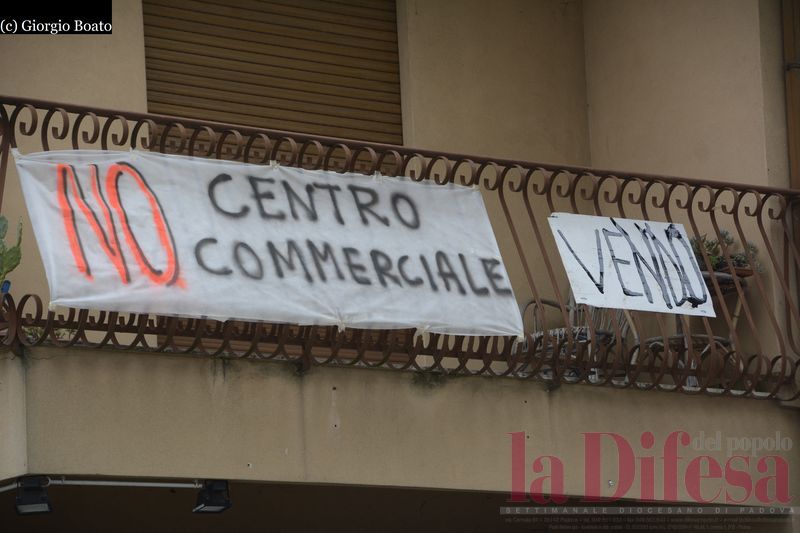 (c) Giorgio Boato
NO CENTRO
COMMERCIALE
VENDO
la Difesa
del popolo
SETTIMANALE DIOCESANO DI PADOVA